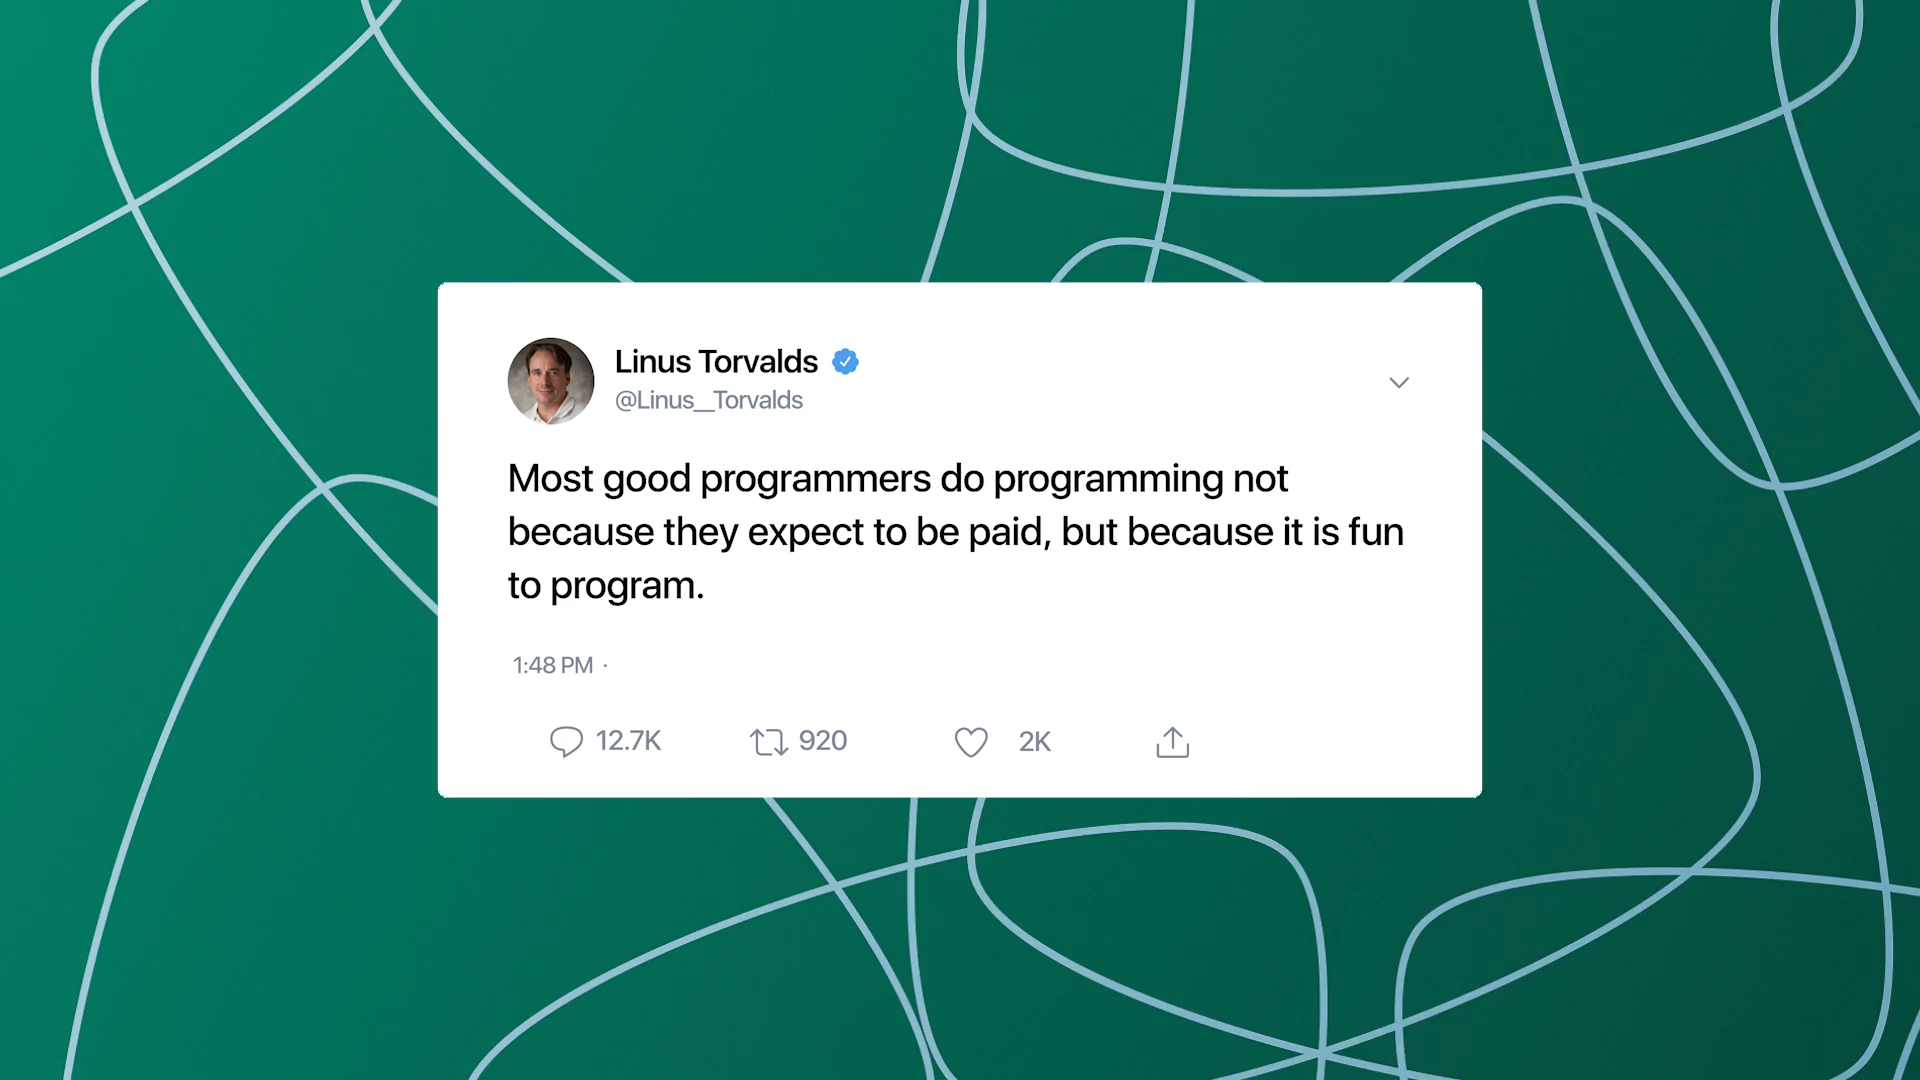 Linus Torvalds
@Linus__Torvalds
Most good programmers do programming not
because they expect to be paid, but because it is fun
to program.
1:48 PM ·
12.7K 920 2K